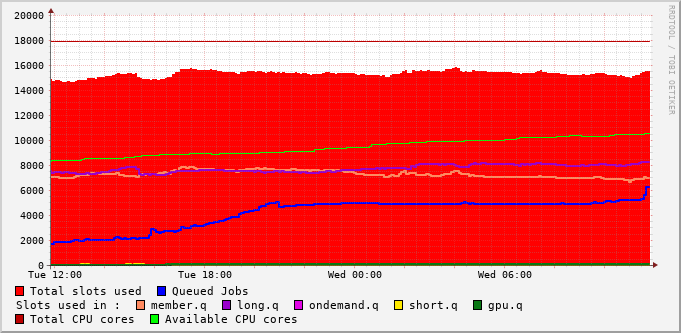 RRDTOOL / TOBI OETIKER
20000
18000
16000
14000
12000
10000
8000
6000
4000
2000
0
Tue 12:00 Tue 18:00 Wed 00:00 Wed 06:00
Total slots used Queued Jobs
Slots used in : member.q long.q ondemand.q short.q gpu.q
Total CPU cores Available CPU cores